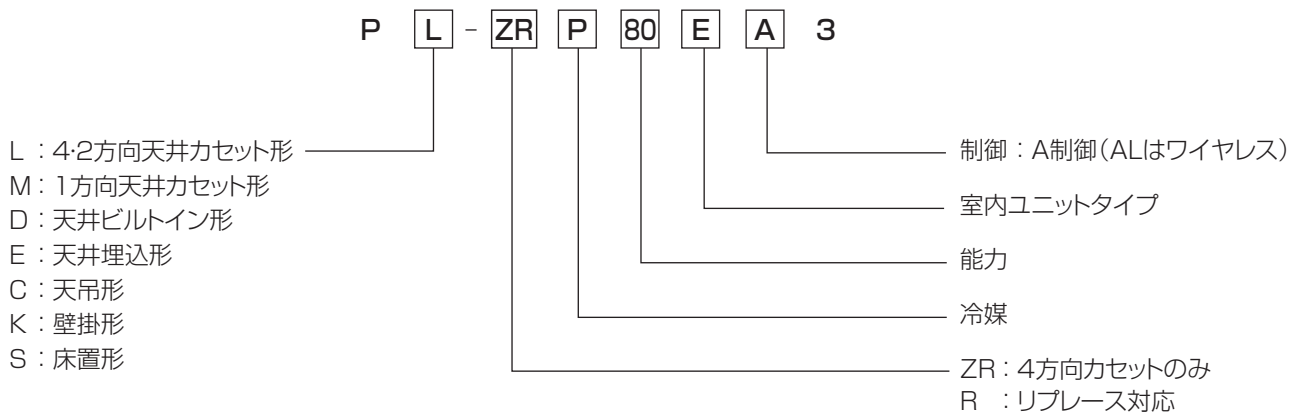 P L - ZR P 80 E A 3
L：4・2方向天井カセット形
M：1方向天井カセット形
D：天井ビルトイン形
E：天井埋込形
C：天吊形
K：壁掛形
S：床置形
制御：A制御（ALはワイヤレス）
室内ユニットタイプ
能力
冷媒
ZR：4方向カセットのみ
R ：リプレース対応